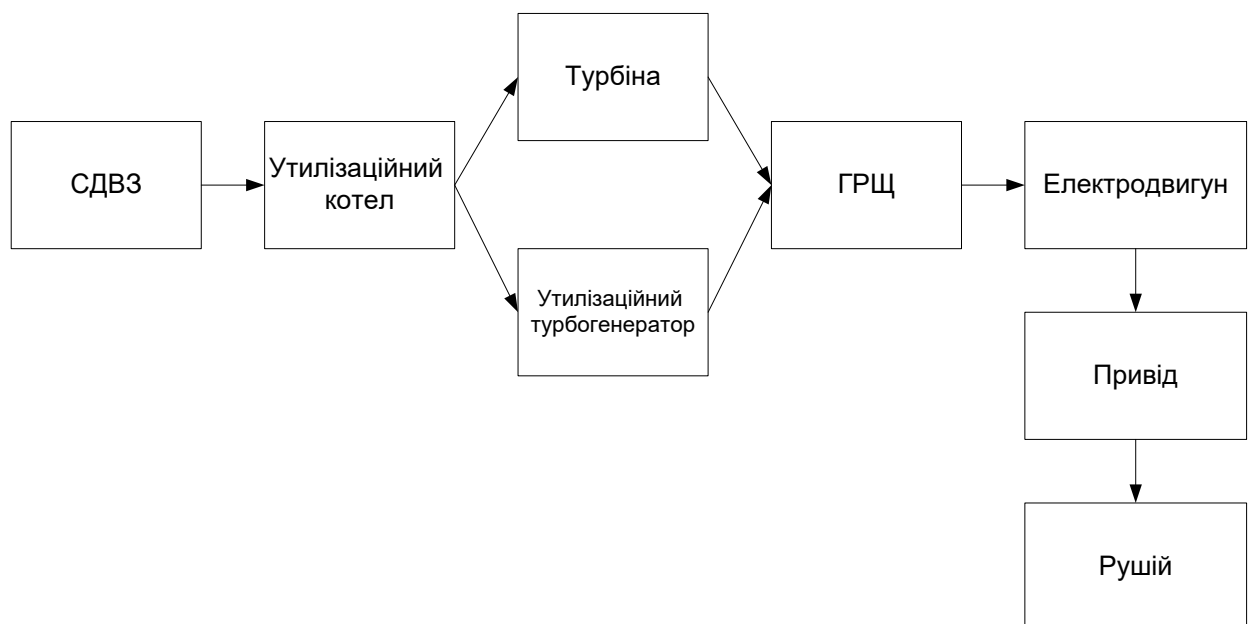 Турбіна
СДВЗ
Утилізаційний
котел
ГРЩ
Електродвигун
Утилізаційний
турбогенератор
Привід
Рушій